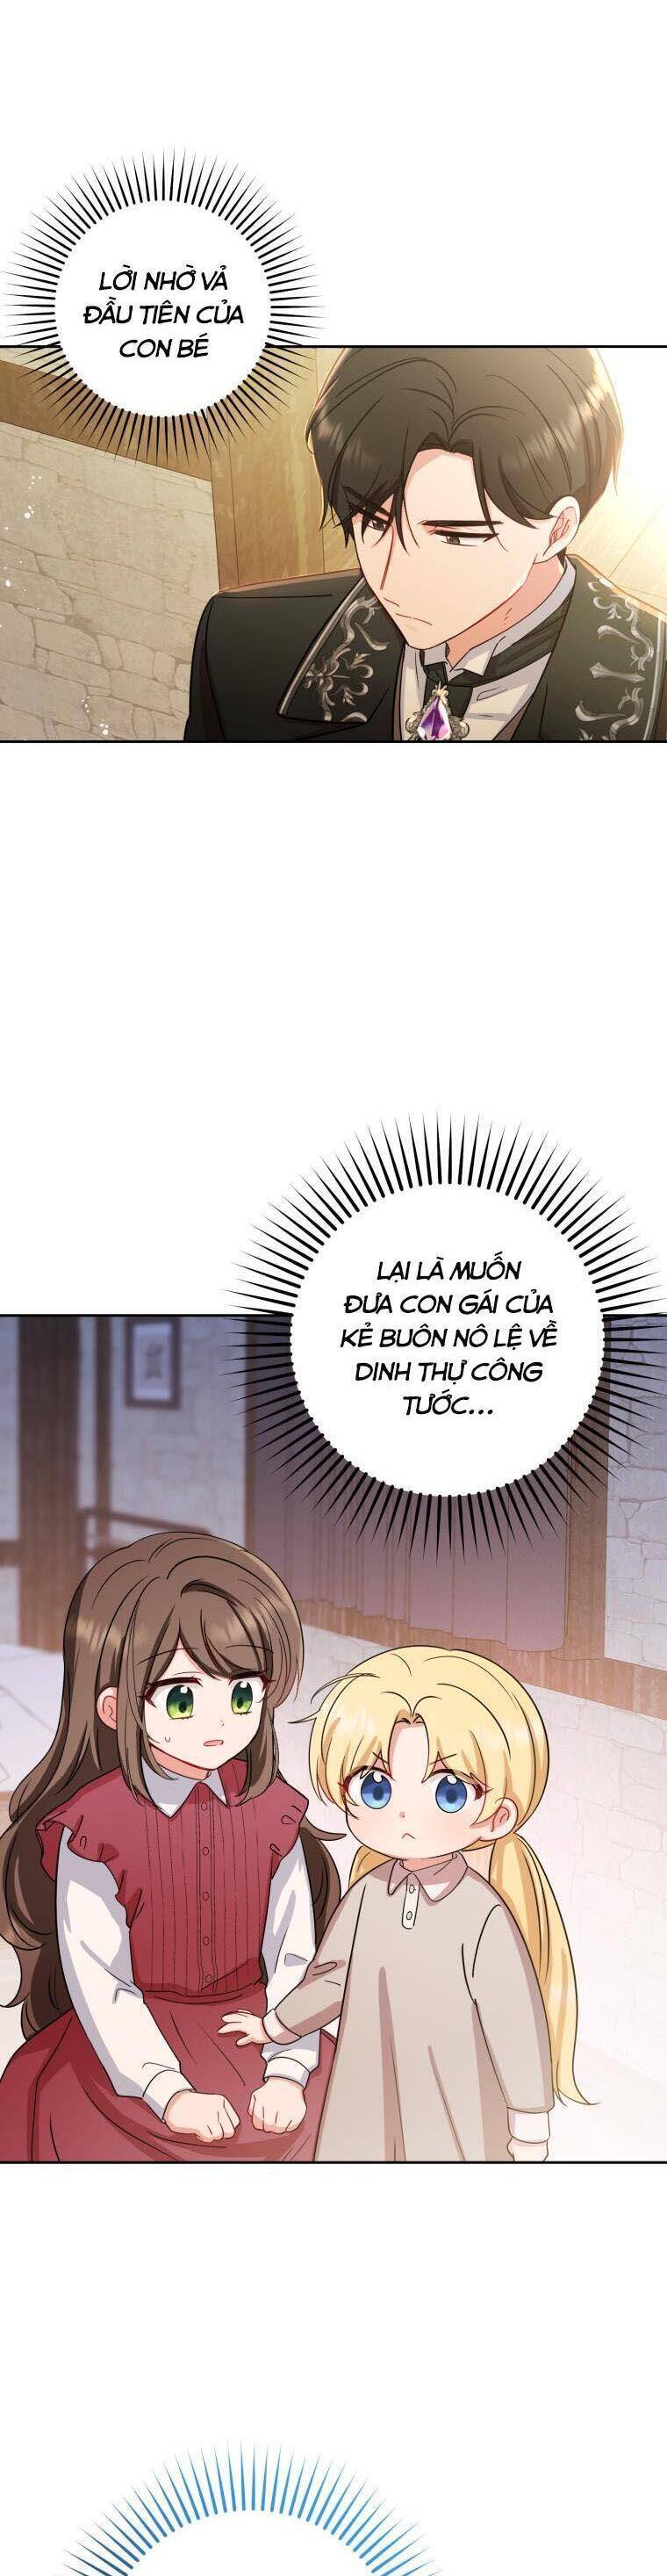 LỜI NHỜ VẢ
ĐẦU TIÊN CỦA
CON BÉ
LẠI LÀ MUỐN
ĐƯA CON GÁI CỦA
KẺ BUÔN NÔ LỆ VỀ
DINH THỰ CÔNG
TƯỚC...